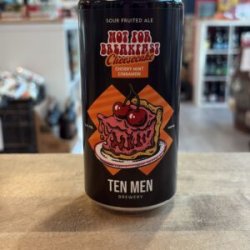 SOUR FRUITED ALE
NOT FOR
BREAKFAST
Cheesecake
CHERRY MINT
CINNAMON
TEN MEN
BREWERY